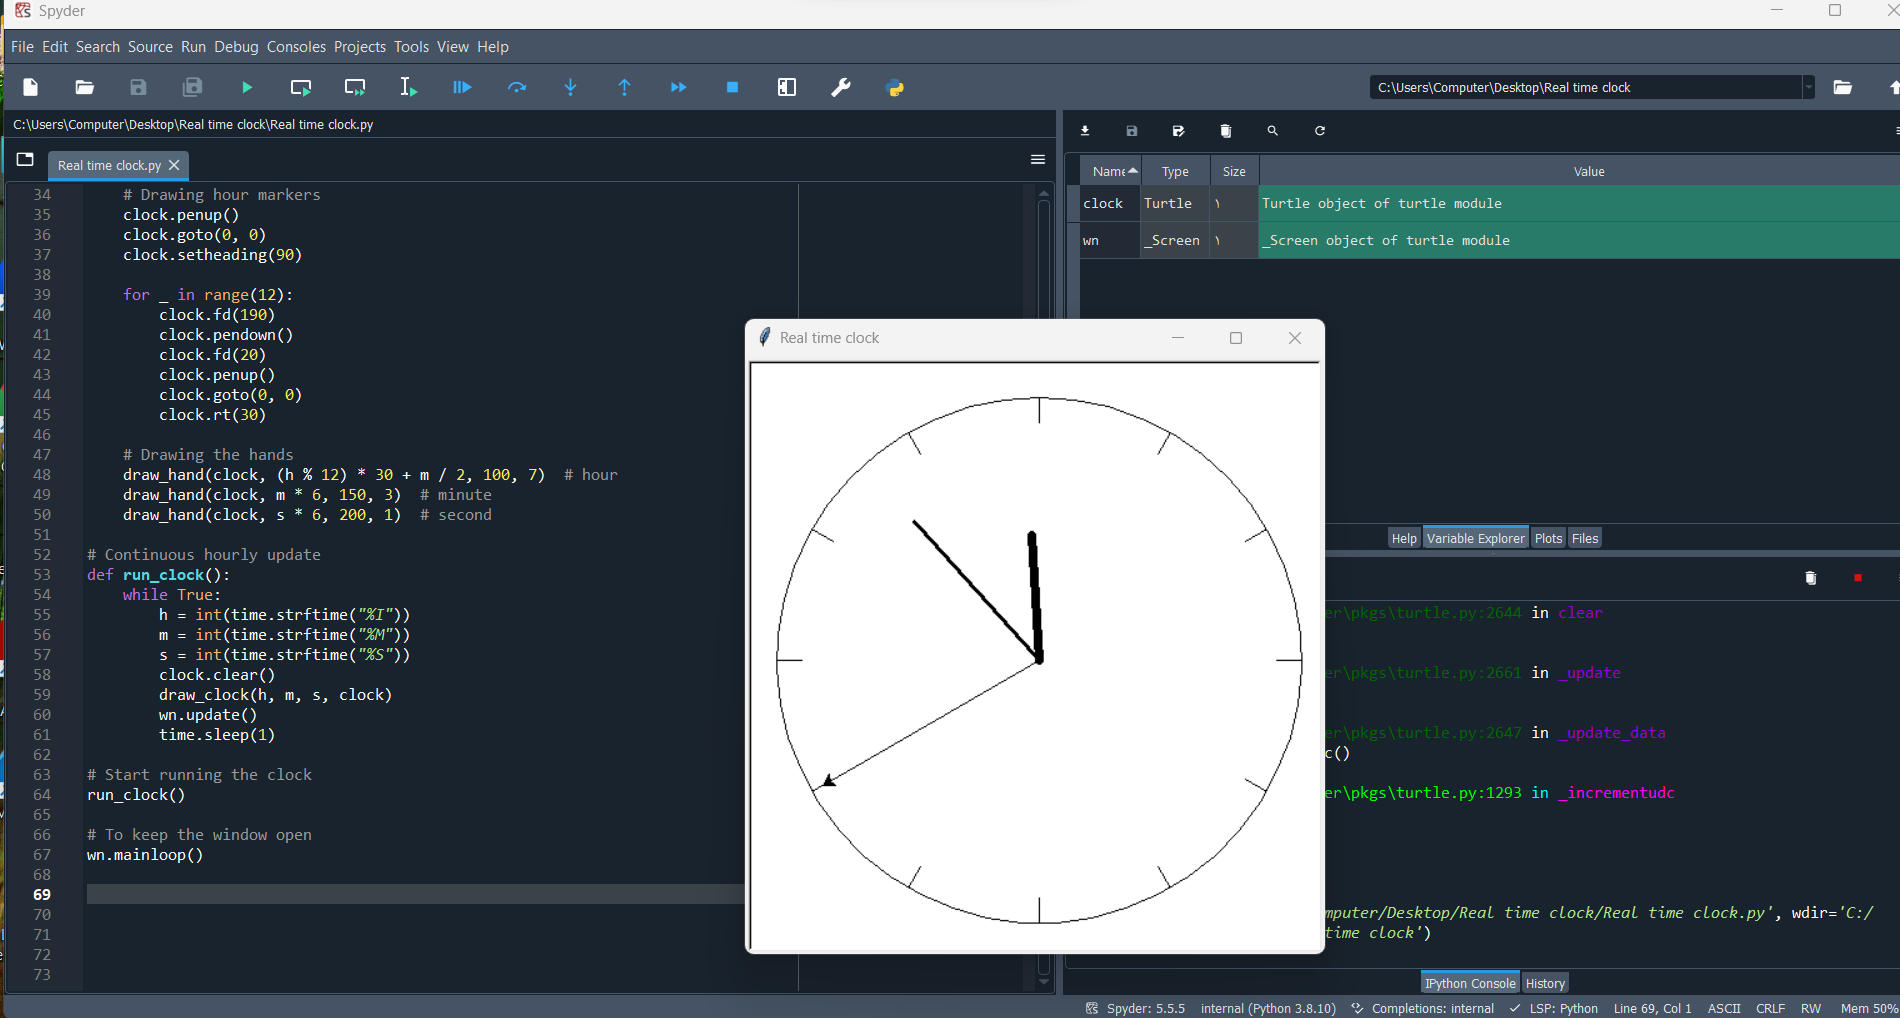 Spyder
File Edit Search Source Run Debug Consoles Projects Tools View Help
C:\Users\Computer\Desktop\Real time clock
C:\Users\Computer\Desktop\Real time clock\Real time clock.py
Real time clock.py
34 # Drawing hour markers
35 clock.penup()
36 clock.goto(0, 0)
37 clock.setheading(90)
38
39 for _ in range(12):
40 clock.fd(190)
41 clock.pendown()
42 clock.fd(20)
43 clock.penup()
44 clock.goto(0, 0)
45 clock.rt(30)
46
47 # Drawing the hands
48 draw_hand(clock, (h % 12) * 30 + m / 2, 100, 7) # hour
49 draw_hand(clock, m * 6, 150, 3) # minute
50 draw_hand(clock, s * 6, 200, 1) # second
51
52 # Continuous hourly update
53 def run_clock():
54 while True:
55 h = int(time.strftime("%I"))
56 m = int(time.strftime("%M"))
57 s = int(time.strftime("%S"))
58 clock.clear()
59 draw_clock(h, m, s, clock)
60 wn.update()
61 time.sleep(1)
62
63 # Start running the clock
64 run_clock()
65
66 # To keep the window open
67 wn.mainloop()
68
69
70
71
72
73
Name Type Size Value
clock Turtle ١ Turtle object of turtle module
wn _Screen ١ _Screen object of turtle module
Real time clock
Help Variable Explorer Plots Files
er\pkgs\turtle.py:2644 in clear
er\pkgs\turtle.py:2661 in _update
er\pkgs\turtle.py:2647 in _update_data
c()
er\pkgs\turtle.py:1293 in _incrementudc
mputer/Desktop/Real time clock/Real time clock.py', wdir='C:/
time clock')
IPython Console History
Spyder: 5.5.5 internal (Python 3.8.10) Completions: internal LSP: Python Line 69, Col 1 ASCII CRLF RW Mem 50%